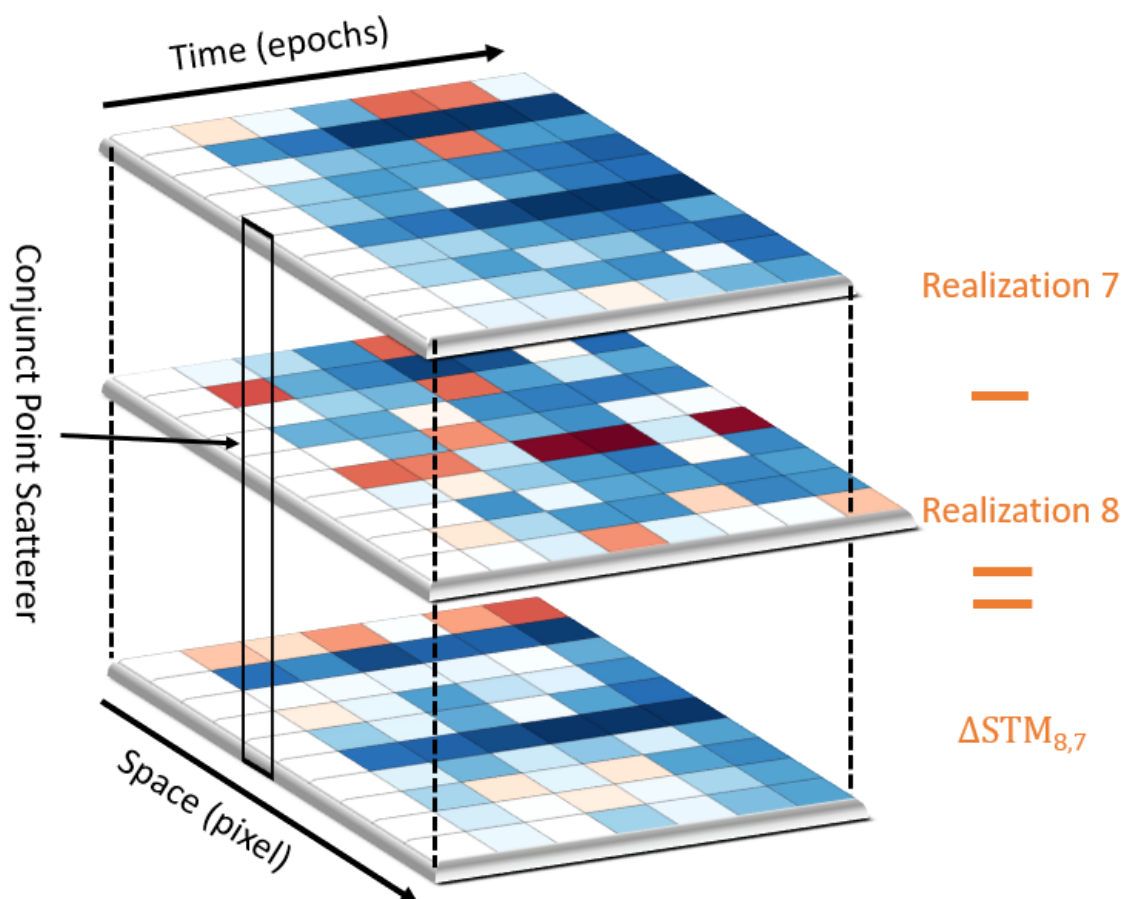 Time (epochs)
Conjunct Point Scatterer
Realization 7
−
Realization 8
=
ΔSTM8,7
Space (pixel)